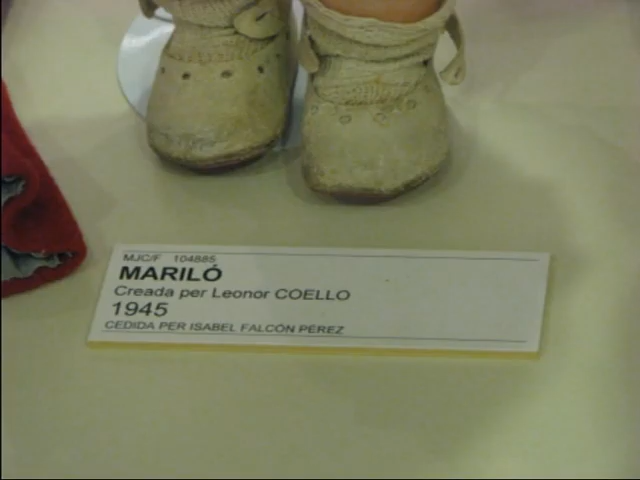 MJC/F 104885
MARILÓ
Creada per Leonor COELLO
1945
CEDIDA PER ISABEL FALCÓN PÉREZ